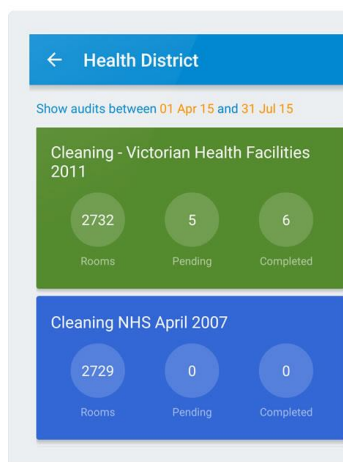 Health District
Show audits between 01 Apr 15 and 31 Jul 15
Cleaning - Victorian Health Facilities
2011
2732 5 6
Rooms Pending Completed
Cleaning NHS April 2007
2729 0 0
Rooms Pending Completed